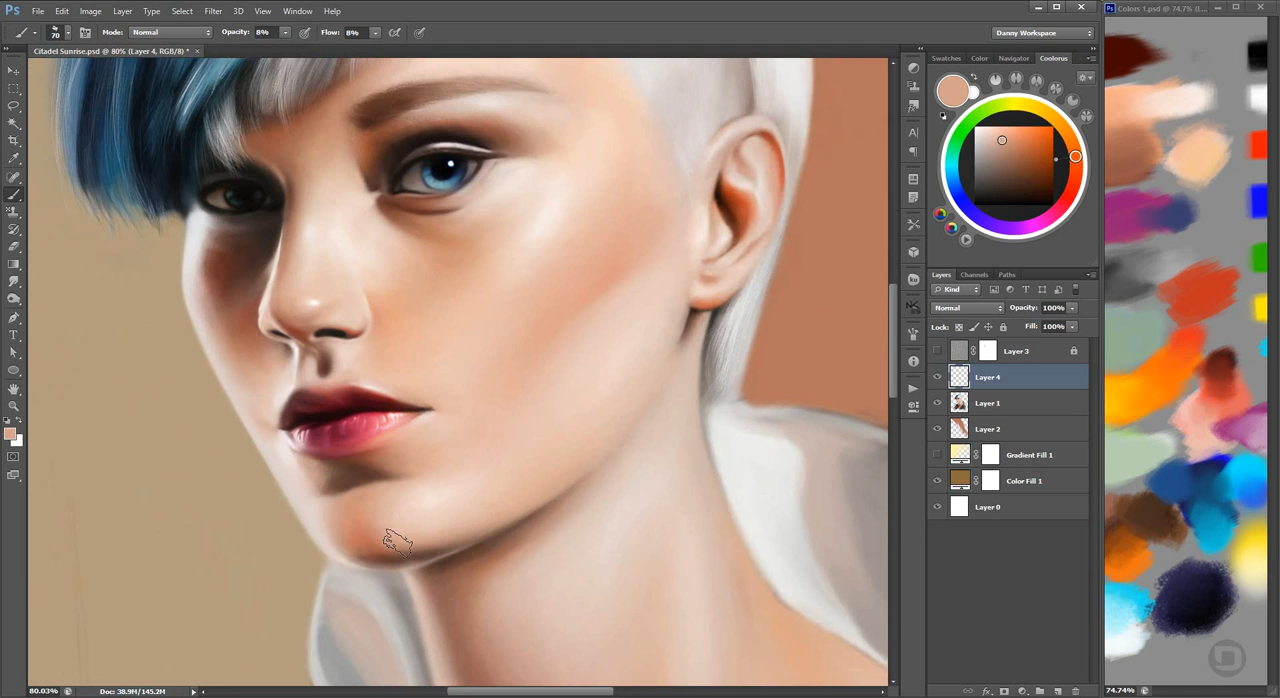 Ps File Edit Image Layer Type Select Filter 3D View Window Help
70 Mode: Normal Opacity: 8% Flow: 8% Danny Workspace
Citadel Sunrise.psd @ 80% (Layer 4, RGB/8) * ×
Ps Colors 1.psd @ 74.7% (L...
Swatches Color Navigator Coolorus
Layers Channels Paths
Kind
Normal Opacity: 100%
Lock: Fill: 100%
Layer 3
Layer 4
Layer 1
Layer 2
Gradient Fill 1
Color Fill 1
Layer 0
80.03% Doc: 38.9M/145.2M
74.74%